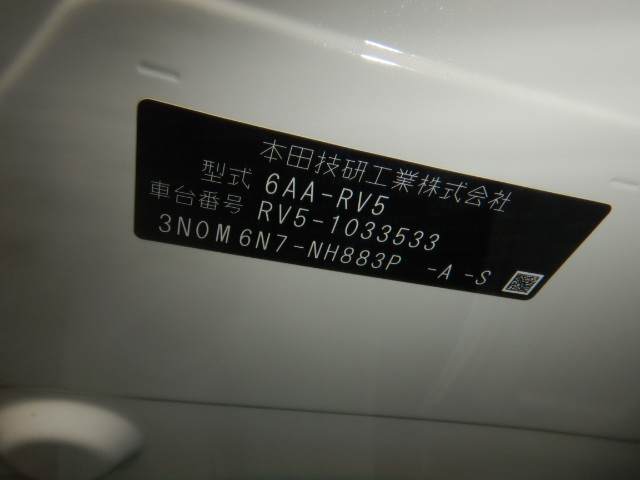 本田技研工業株式会社
型式 6AA-RV5
車台番号 RV5-1033533
3N0M6N7-NH883P -A-S